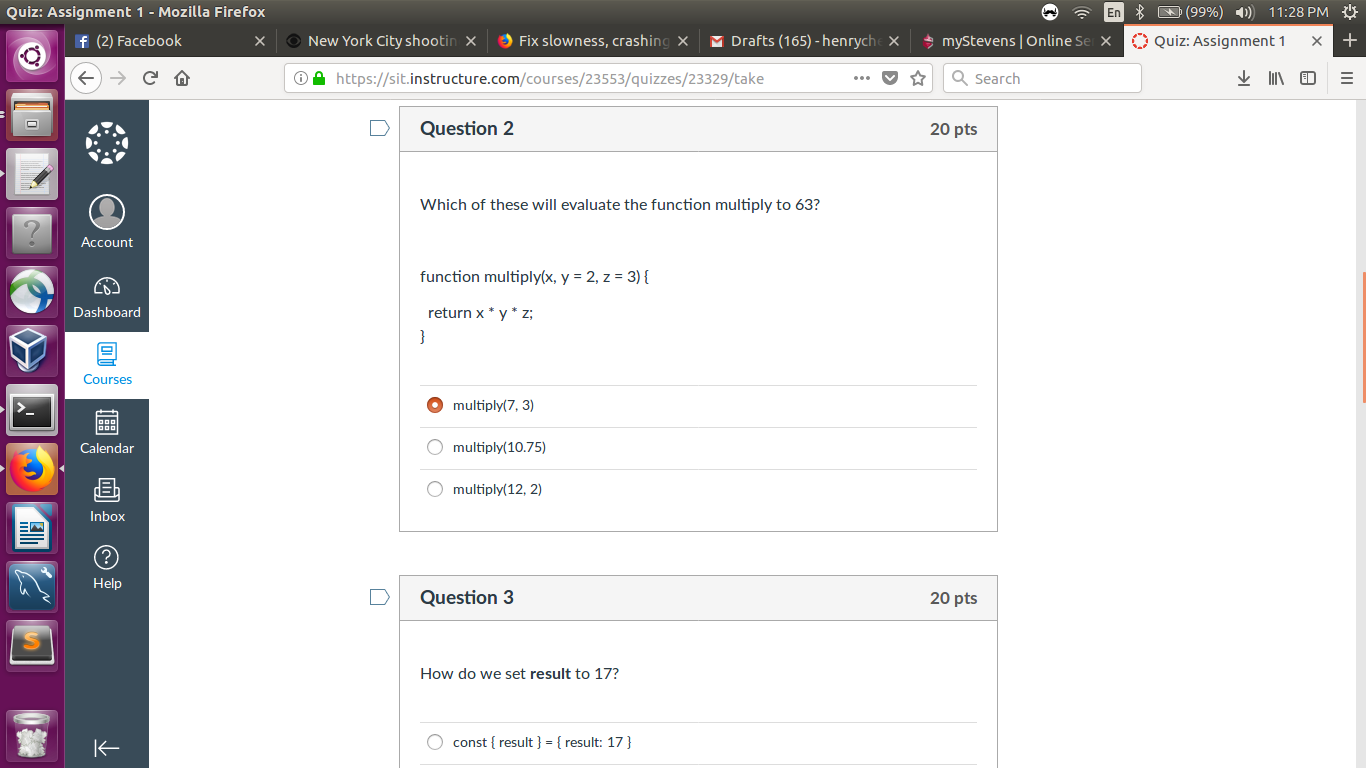 Quiz: Assignment 1 - Mozilla Firefox
En
(99%)
11:28 PM
(2) Facebook
New York City shootin
Fix slowness, crashing
Drafts (165) - henryche
myStevens | Online Se
Quiz: Assignment 1
https://sit.instructure.com/courses/23553/quizzes/23329/take
Search
Account
Dashboard
Courses
Calendar
Inbox
Help
Question 2
20 pts
Which of these will evaluate the function multiply to 63?
function multiply(x, y = 2, z = 3) {
return x * y * z;
}
multiply(7, 3)
multiply(10.75)
multiply(12, 2)
Question 3
20 pts
How do we set result to 17?
const { result } = { result: 17 }